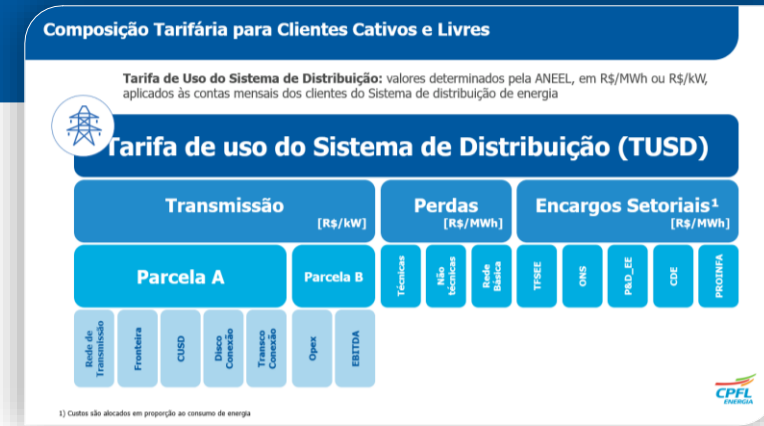 Composição Tarifária para Clientes Cativos e Livres
Tarifa de Uso do Sistema de Distribuição: valores determinados pela ANEEL, em R$/MWh ou R$/kW,
aplicados às contas mensais dos clientes do Sistema de distribuição de energia
Tarifa de uso do Sistema de Distribuição (TUSD)
Transmissão
[R$/kW]
Perdas
[R$/MWh]
Encargos Setoriais¹
[R$/MWh]
Parcela A
Parcela B
Técnicas
Não
técnicas
Rede
Básica
TFSEE
ONS
P&D_EE
CDE
PROINFA
Rede de
Transmissão
Fronteira
CUSD
Disco
Conexão
Transco
Conexão
Opex
EBITDA
CPFL
ENERGIA
1) Custos são alocados em proporção ao consumo de energia